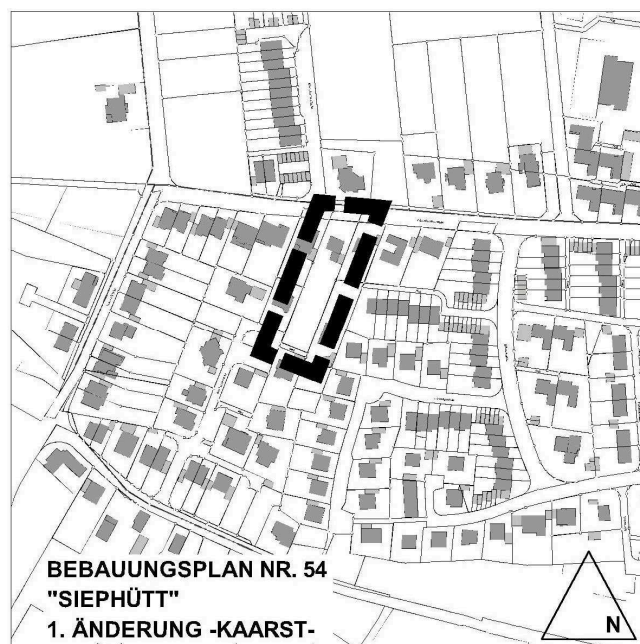 BEBAUUNGSPLAN NR. 54
"SIEPHÜTT"
1. ÄNDERUNG -KAARST-
N